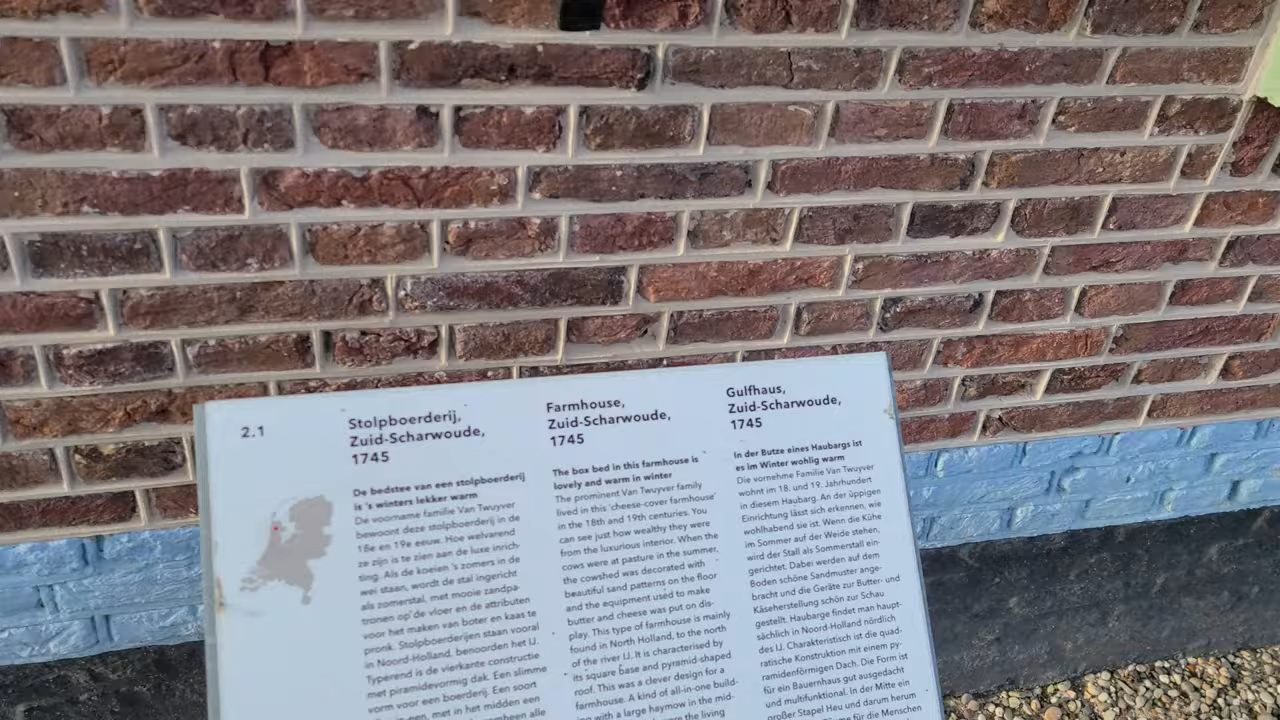 2.1
Stolpboerderij,
Zuid-Scharwoude,
1745
De bedstee van een stolpboerderij
is 's winters lekker warm
De voorname familie Van Twuyver
bewoont deze stolpboerderij in de
18e en 19e eeuw. Hoe welvarend
ze zijn is te zien aan de luxe inrich-
ting. Als de koeien 's zomers in de
wei staan, wordt de stal ingericht
als zomerstal, met mooie zandpa-
tronen op de vloer en de attributen
voor het maken van boter en kaas te
pronk. Stolpboerderijen staan vooral
in Noord-Holland, benoorden het IJ.
Typerend is de vierkante constructie
met piramidevormig dak. Een slimme
vorm voor een boerderij. Een soort
met in het midden een
alle
Farmhouse,
Zuid-Scharwoude,
1745
The box bed in this farmhouse is
lovely and warm in winter
The prominent Van Twuyver family
lived in this 'cheese-cover farmhouse'
in the 18th and 19th centuries. You
can see just how wealthy they were
from the luxurious interior. When the
cows were at pasture in the summer,
the cowshed was decorated with
beautiful sand patterns on the floor
and the equipment used to make
butter and cheese was put on dis-
play. This type of farmhouse is mainly
found in North Holland, to the north
of the river IJ. It is characterised by
its square base and pyramid-shaped
roof. This was a clever design for a
farmhouse. A kind of all-in-one build-
ing with a large haymow in the mid-
were the living
Gulfhaus,
Zuid-Scharwoude,
1745
In der Butze eines Haubargs ist
es im Winter wohlig warm
Die vornehme Familie Van Twuyver
wohnt im 18. und 19. Jahrhundert
in diesem Haubarg. An der üppigen
Einrichtung lässt sich erkennen, wie
wohlhabend sie ist. Wenn die Kühe
im Sommer auf der Weide stehen,
wird der Stall als Sommerstall ein-
gerichtet. Dabei werden auf dem
Boden schöne Sandmuster ange-
bracht und die Geräte zur Butter- und
Käseherstellung schön zur Schau
gestellt. Haubarge findet man haupt-
sächlich in Noord-Holland nördlich
des IJ. Charakteristisch ist die quad-
ratische Konstruktion mit einem py-
ramidenförmigen Dach. Die Form ist
für ein Bauernhaus gut ausgedacht
und multifunktional. In der Mitte ein
großer Stapel Heu und darum herum
für die Menschen